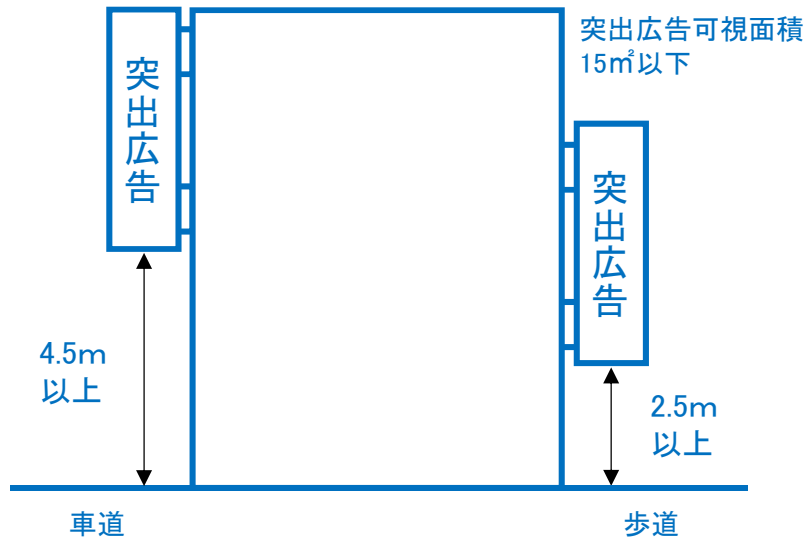 突出広告可視面積
15㎡以下
突出広告
突出広告
4.5ｍ
以上
2.5ｍ
以上
車道
歩道